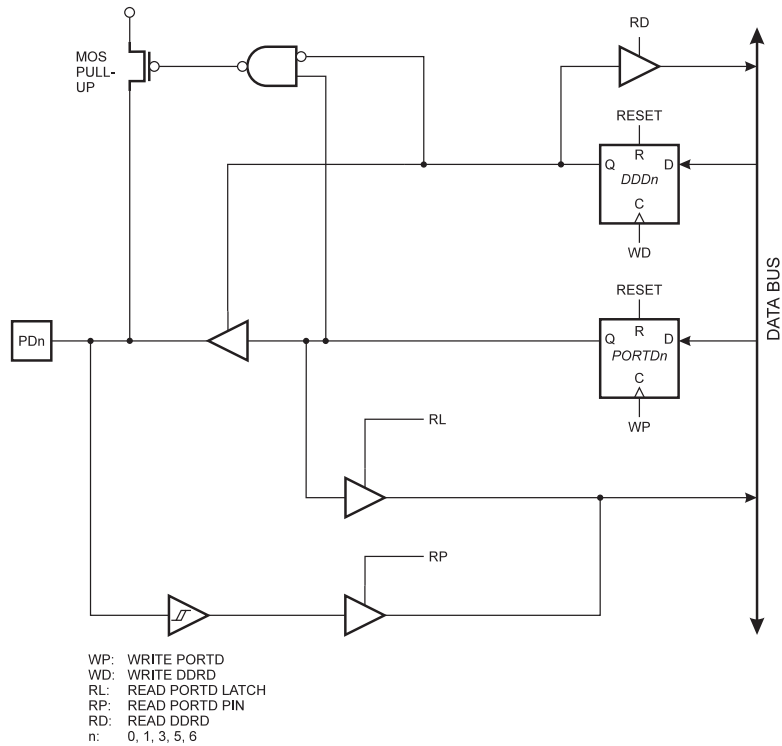 RD
MOS
PULL-
UP
RESET
R
Q
D
DDDn
C
WD
DATA BUS
RESET
PDn
R
Q
D
PORTDn
C
WP
RL
RP
WP: WRITE PORTD
WD: WRITE DDRD
RL: READ PORTD LATCH
RP: READ PORTD PIN
RD: READ DDRD
n: 0, 1, 3, 5, 6